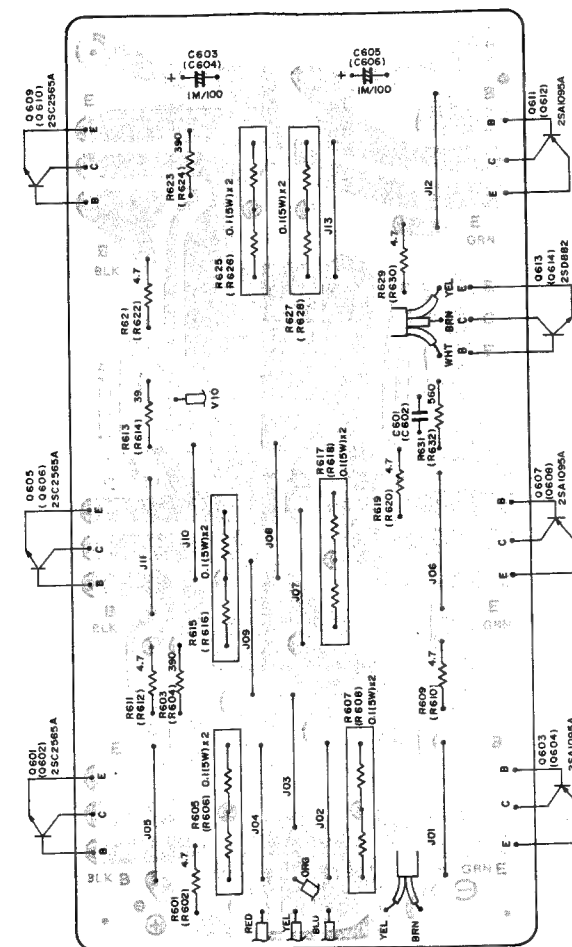 C603
(C604)
+
1M/100
C605
(C606)
+
1M/100
Q609
(Q610)
2SC2565A
E
C
B
390
R623
(R624)
0.1(5W)x2
R625
(R626)
0.1(5W)x2
R627
(R628)
J13
J12
Q611
(Q612)
2SA1095A
B
C
E
GRN
BLK
4.7
R621
(R622)
4.7
R629
(R630)
YEL
BRN
WHT
E
C
B
Q613
(Q614)
2SD882
39
R613
(R614)
V10
C601
(C602)
560
R631
(R632)
Q605
(Q606)
2SC2565A
E
C
B
BLK
J11
J10
0.1(5W)x2
R615
(R616)
J08
J07
J09
R617
(R618)
0.1(5W)x2
4.7
R619
(R620)
J06
Q607
(Q608)
2SA1095A
B
C
E
GRN
4.7
R611
(R612)
390
R603
(R604)
4.7
R609
(R610)
Q601
(Q602)
2SC2565A
E
C
B
BLK
J05
0.1(5W)x2
R605
(R606)
J04
J03
J02
R607
(R608)
0.1(5W)x2
J01
Q603
(Q604)
2SA1095A
B
C
E
GRN
4.7
R601
(R602)
ORG
RED
YEL
BLU
YEL
BRN